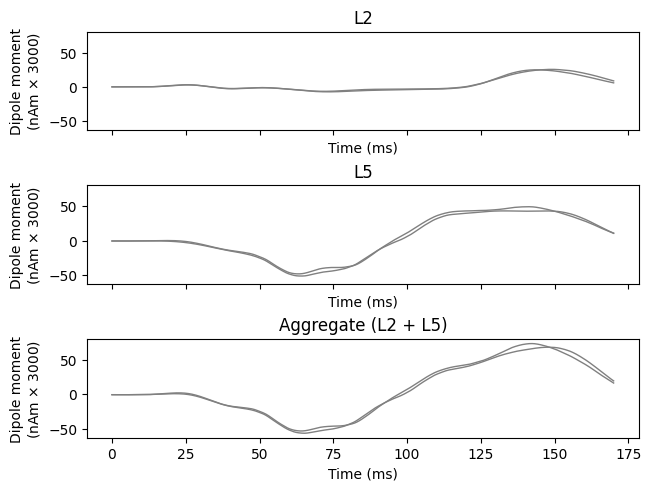 L2
Dipole moment
(nAm × 3000)
50
0
−50
Time (ms)
L5
Dipole moment
(nAm × 3000)
50
0
−50
Time (ms)
Aggregate (L2 + L5)
Dipole moment
(nAm × 3000)
50
0
−50
0 25 50 75 100 125 150 175
Time (ms)